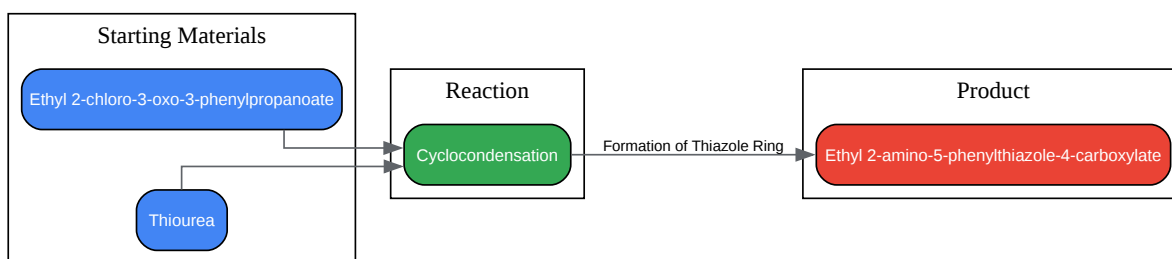 Starting Materials
Ethyl 2-chloro-3-oxo-3-phenylpropanoate
Thiourea
Reaction
Cyclocondensation
Formation of Thiazole Ring
Product
Ethyl 2-amino-5-phenylthiazole-4-carboxylate